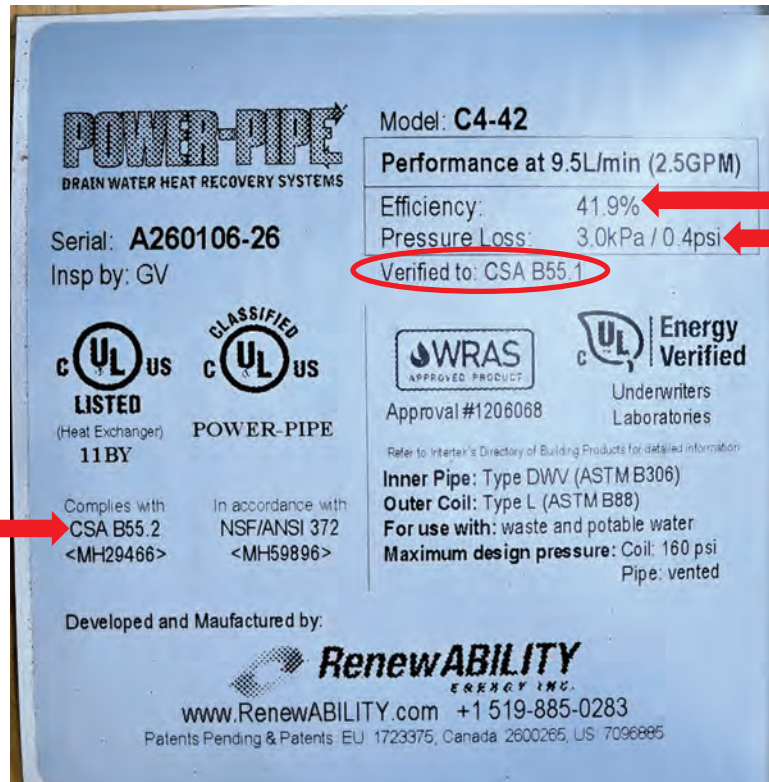 POWER-PIPE
DRAIN WATER HEAT RECOVERY SYSTEMS
Serial: A260106-26
Insp by: GV
Model: C4-42
Performance at 9.5L/min (2.5GPM)
Efficiency: 41.9%
Pressure Loss: 3.0kPa / 0.4psi
Verified to: CSA B55.1
C UL US
LISTED
(Heat Exchanger)
11BY
CLASSIFIED
C UL US
POWER-PIPE
Complies with
CSA B55.2
<MH29466>
In accordance with
NSF/ANSI 372
<MH59896>
WRAS
APPROVED PRODUCT
Approval #1206068
c UL Energy
Verified
Underwriters
Laboratories
Refer to Intertek's Directory of Building Products for detailed information
Inner Pipe: Type DWV (ASTM B306)
Outer Coil: Type L (ASTM B88)
For use with: waste and potable water
Maximum design pressure: Coil: 160 psi
Pipe: vented
Developed and Maufactured by:
RenewABILITY
ENERGY INC.
www.RenewABILITY.com +1 519-885-0283
Patents Pending & Patents EU 1723375, Canada 2600265, US 7096885